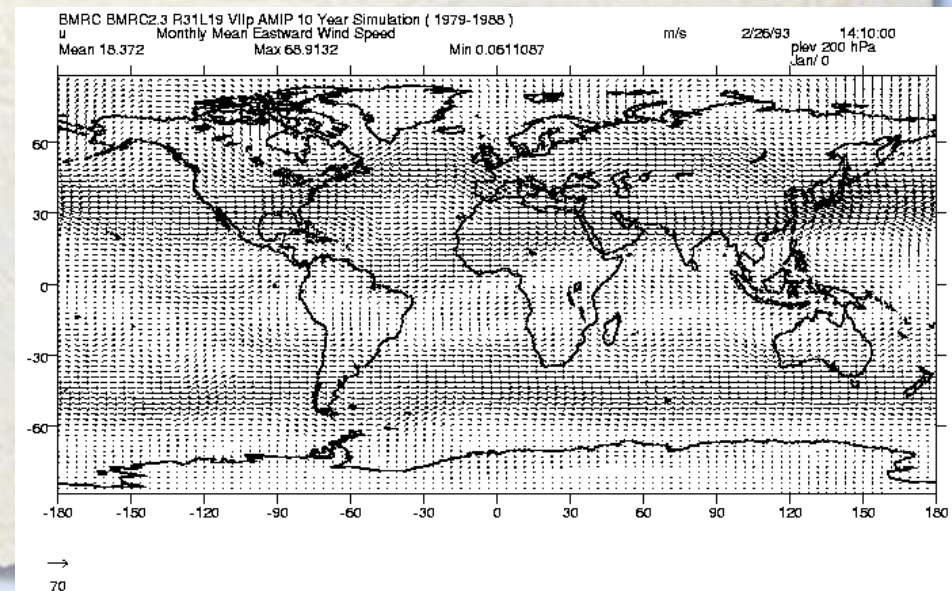 BMRC BMRC2.3 R31L19 VIIp AMIP 10 Year Simulation ( 1979-1988 )
u Monthly Mean Eastward Wind Speed m/s 2/26/93 14:10:00
Mean 18.372 Max 68.9132 Min 0.0611087 plev 200 hPa
Jan/ 0
60
30
0
-30
-60
-180 -150 -120 -90 -60 -30 0 30 60 90 120 150 180
70